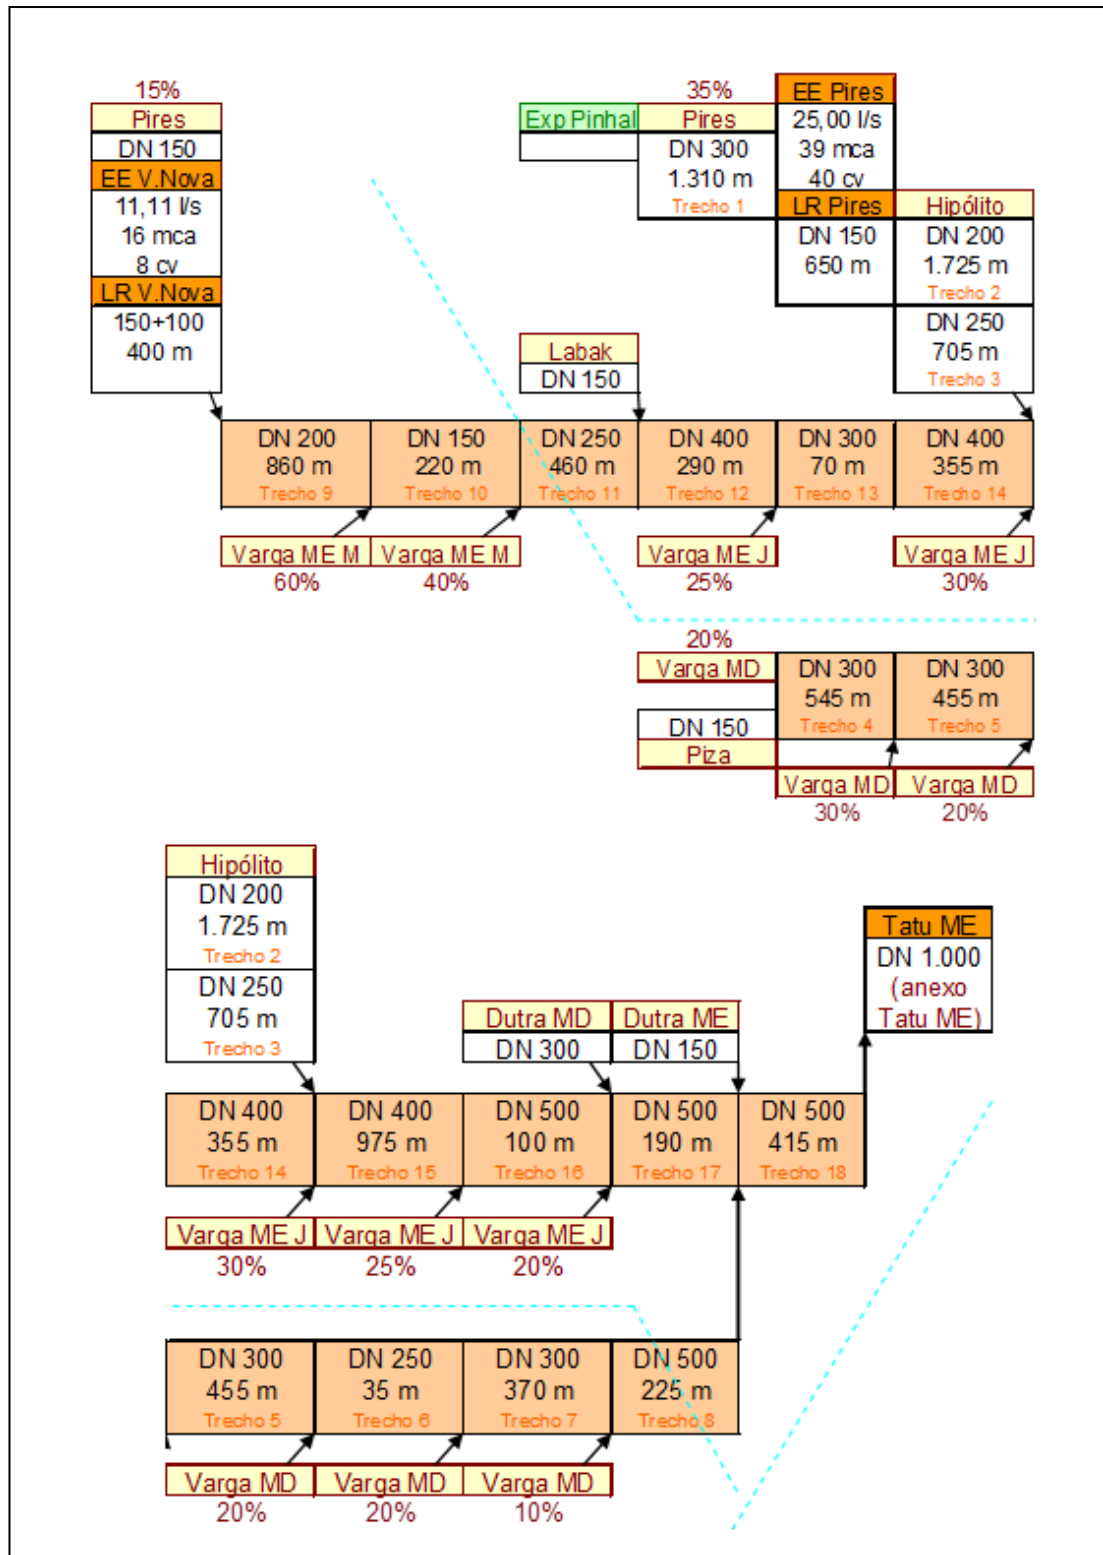 15%
Pires
DN 150
EE V.Nova
11,11 l/s
16 mca
8 cv
LR V.Nova
150+100
400 m
Exp Pinhal
35%
Pires
DN 300
1.310 m
Trecho 1
EE Pires
25,00 l/s
39 mca
40 cv
LR Pires
DN 150
650 m
Hipólito
DN 200
1.725 m
Trecho 2
DN 250
705 m
Trecho 3
Labak
DN 150
DN 200 DN 150 DN 250 DN 400 DN 300 DN 400
860 m 220 m 460 m 290 m 70 m 355 m
Trecho 9 Trecho 10 Trecho 11 Trecho 12 Trecho 13 Trecho 14
Varga ME M Varga ME M Varga ME J Varga ME J
60% 40% 25% 30%
20%
Varga MD
DN 150
Piza
DN 300 DN 300
545 m 455 m
Trecho 4 Trecho 5
Varga MD Varga MD
30% 20%
Hipólito
DN 200
1.725 m
Trecho 2
DN 250
705 m
Trecho 3
Dutra MD Dutra ME
DN 300 DN 150
Tatu ME
DN 1.000
(anexo
Tatu ME)
DN 400 DN 400 DN 500 DN 500 DN 500
355 m 975 m 100 m 190 m 415 m
Trecho 14 Trecho 15 Trecho 16 Trecho 17 Trecho 18
Varga ME J Varga ME J Varga ME J
30% 25% 20%
DN 300 DN 250 DN 300 DN 500
455 m 35 m 370 m 225 m
Trecho 5 Trecho 6 Trecho 7 Trecho 8
Varga MD Varga MD Varga MD
20% 20% 10%